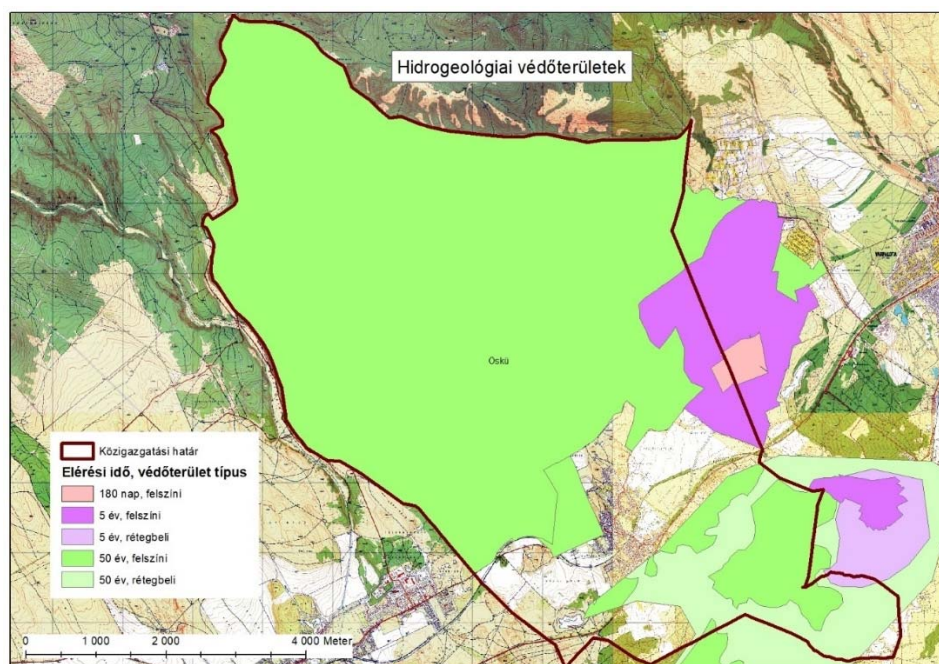 Hidrogeológiai védőterületek
Öskü
Közigazgatási határ
Elérési idő, védőterület típus
180 nap, felszíni
5 év, felszíni
5 év, rétegbeli
50 év, felszíni
50 év, rétegbeli
0 1 000 2 000 4 000 Meter